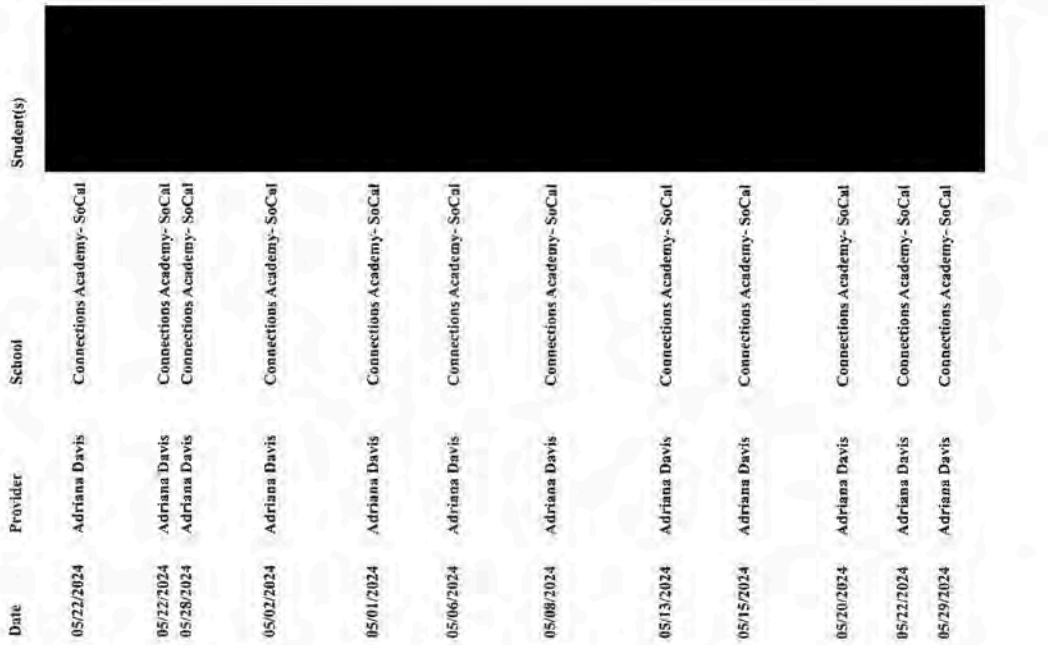 Date Provider School Student(s)
05/22/2024 Adriana Davis Connections Academy- SoCal
05/22/2024 Adriana Davis Connections Academy- SoCal
05/28/2024 Adriana Davis Connections Academy- SoCal
05/02/2024 Adriana Davis Connections Academy- SoCal
05/01/2024 Adriana Davis Connections Academy- SoCal
05/06/2024 Adriana Davis Connections Academy- SoCal
05/08/2024 Adriana Davis Connections Academy- SoCal
05/13/2024 Adriana Davis Connections Academy- SoCal
05/15/2024 Adriana Davis Connections Academy- SoCal
05/20/2024 Adriana Davis Connections Academy- SoCal
05/22/2024 Adriana Davis Connections Academy- SoCal
05/29/2024 Adriana Davis Connections Academy- SoCal